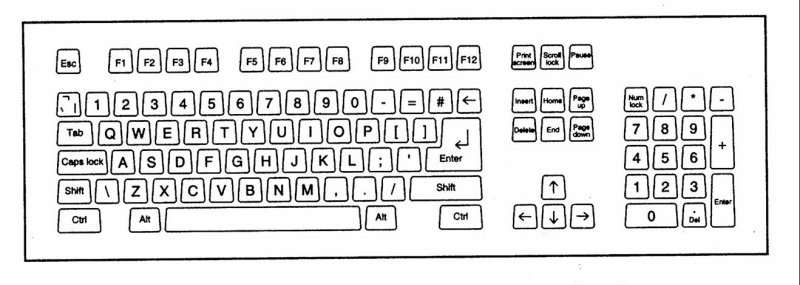 Esc F1 F2 F3 F4 F5 F6 F7 F8 F9 F10 F11 F12 Print screen Scroll lock Pause
1 2 3 4 5 6 7 8 9 0 - = # ← Insert Home Page up Num lock / * -
Tab Q W E R T Y U I O P [ ] Delete End Page down 7 8 9 +
Caps lock A S D F G H J K L ; ' Enter 4 5 6
Shift \ Z X C V B N M , . / Shift ↑ 1 2 3 Enter
Ctrl Alt Alt Ctrl ← ↓ → 0 . Del